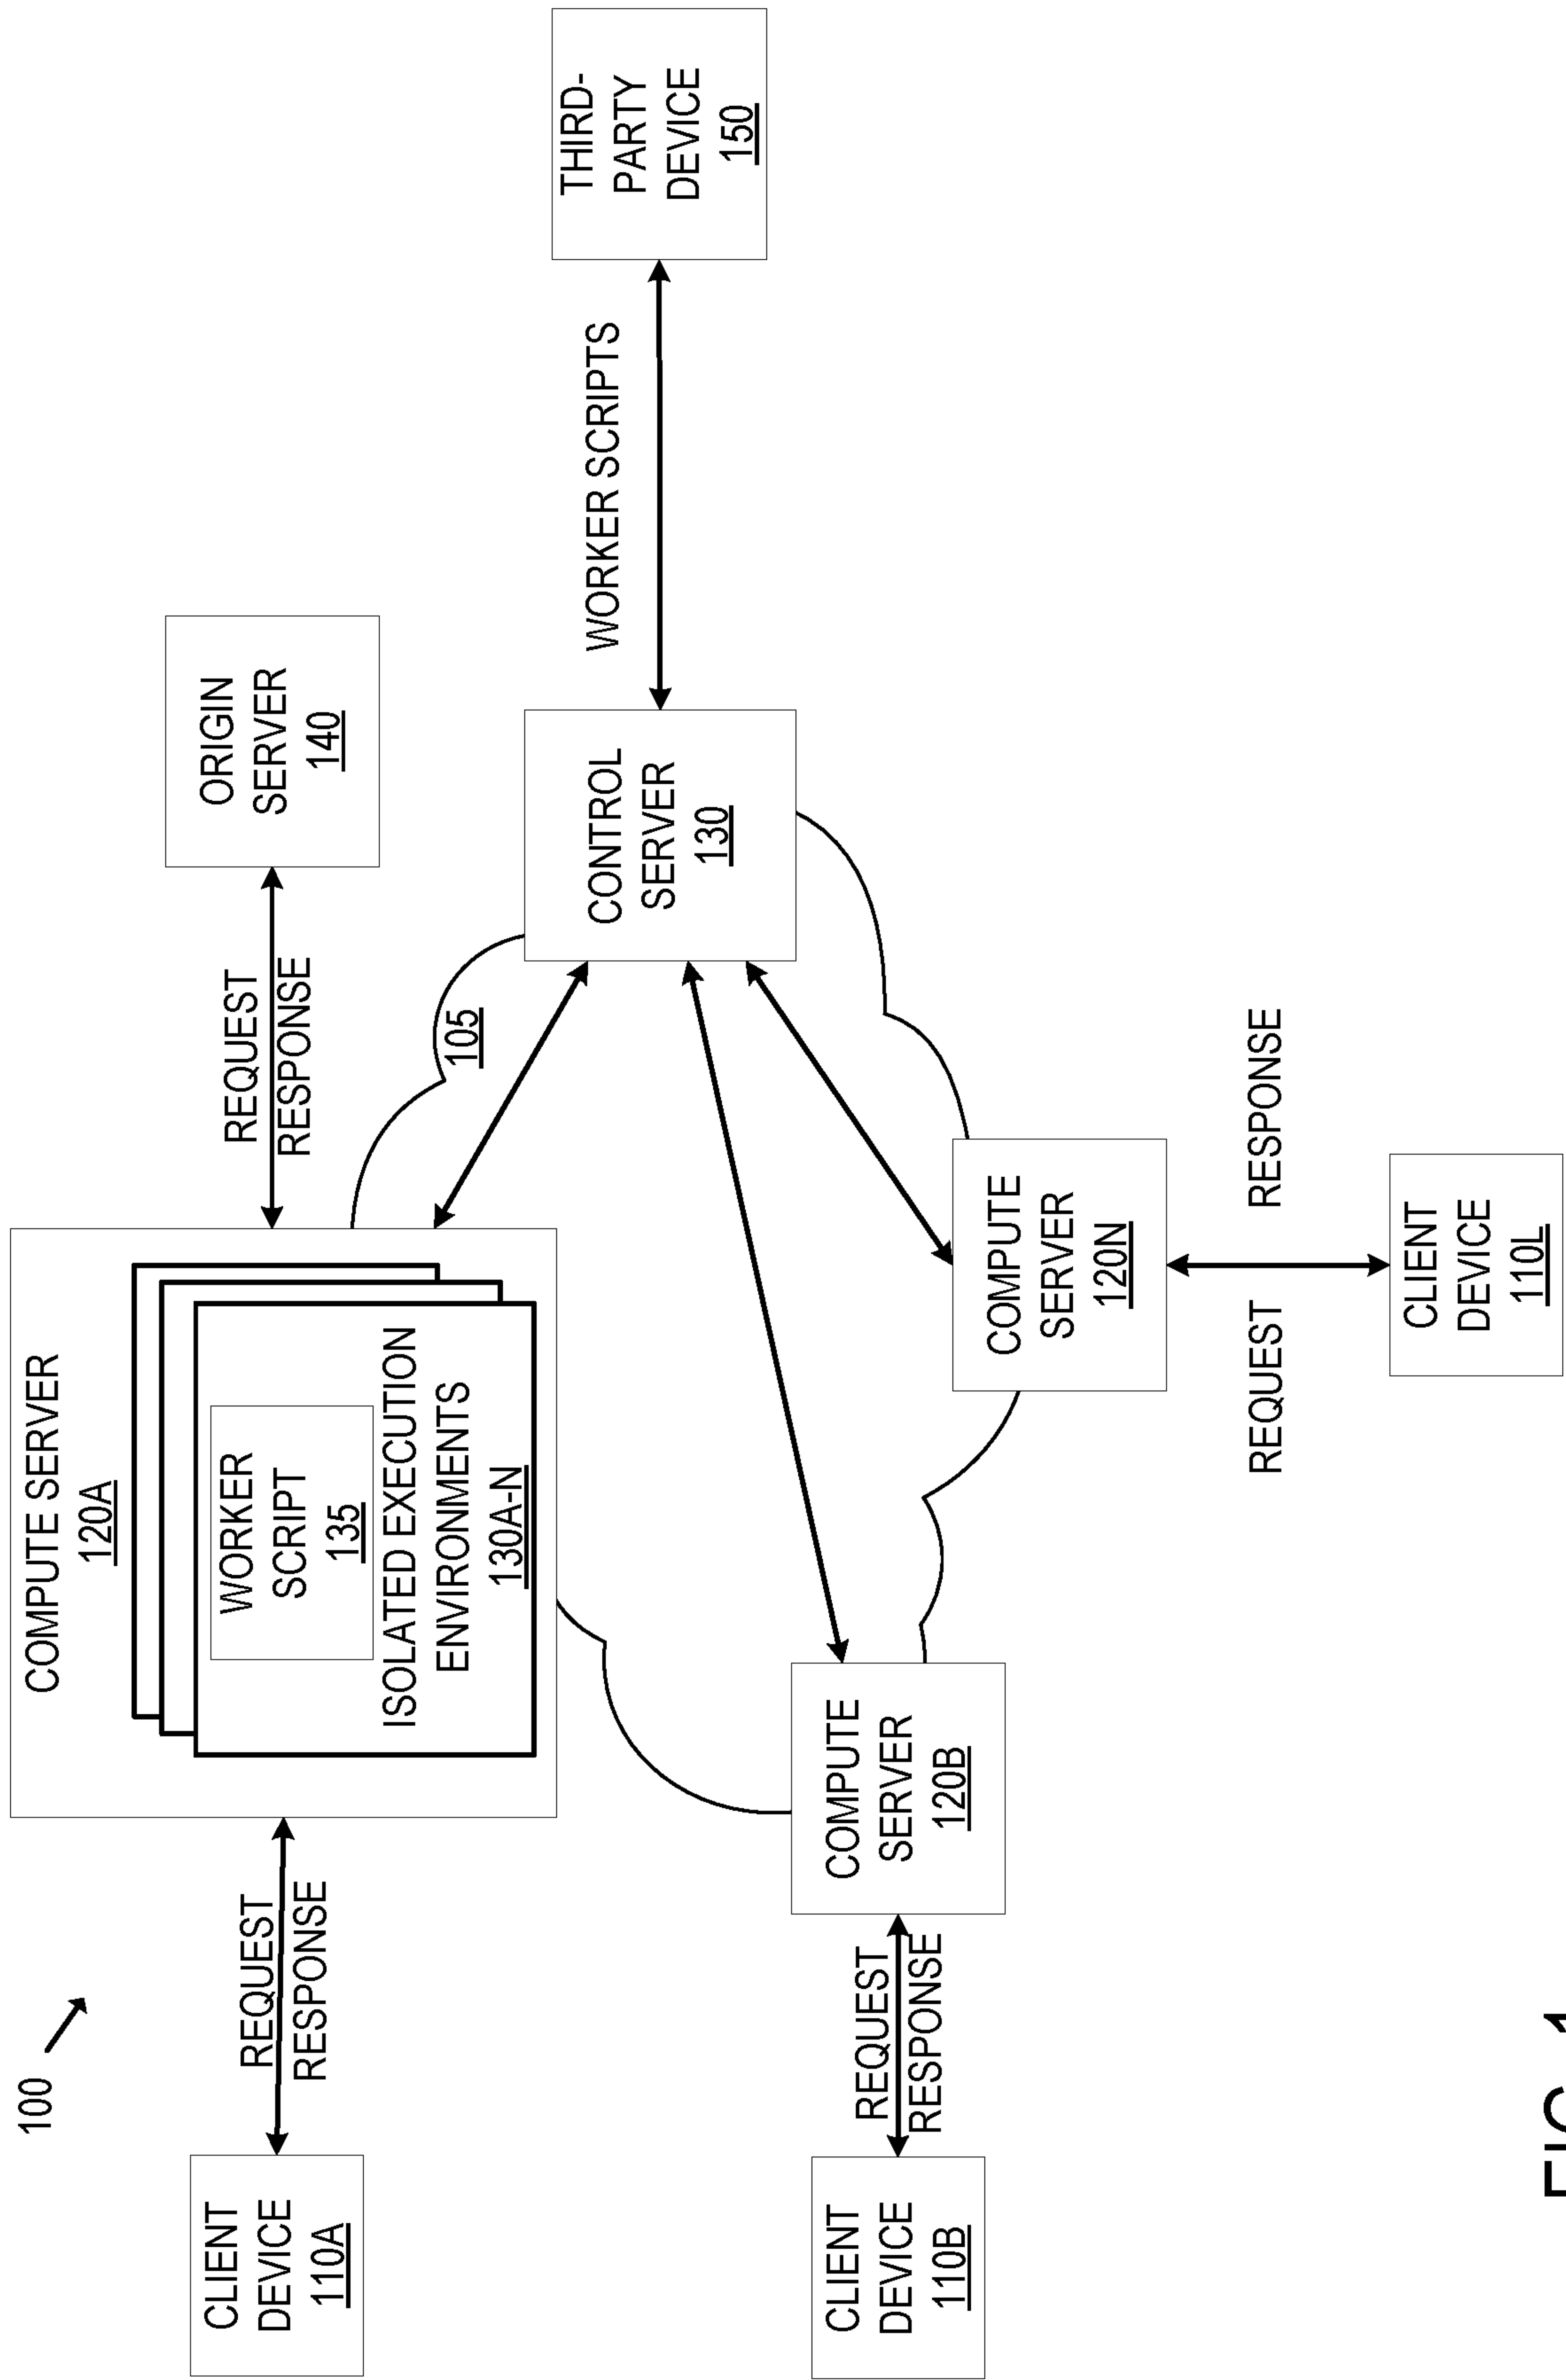 100
COMPUTE SERVER
120A
WORKER
SCRIPT
135
ISOLATED EXECUTION
ENVIRONMENTS
130A-N
CLIENT
DEVICE
110A
REQUEST
RESPONSE
REQUEST
RESPONSE
ORIGIN
SERVER
140
105
CONTROL
SERVER
130
WORKER SCRIPTS
THIRD-
PARTY
DEVICE
150
CLIENT
DEVICE
110B
REQUEST
RESPONSE
COMPUTE
SERVER
120B
COMPUTE
SERVER
120N
REQUEST
RESPONSE
CLIENT
DEVICE
110L
FIG. 1